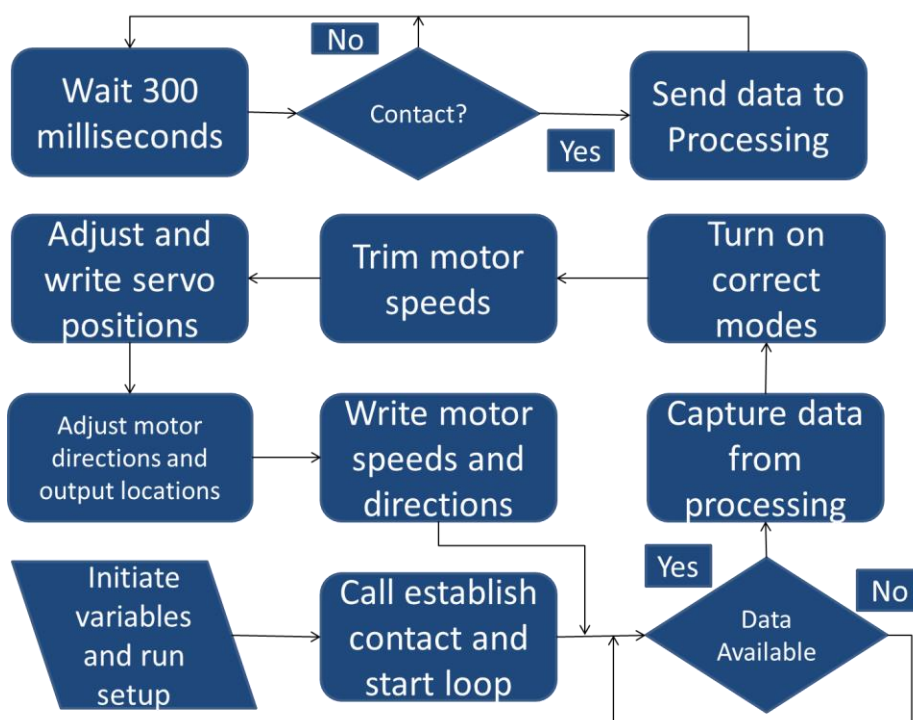 No
Wait 300
milliseconds
Contact?
Yes
Send data to
Processing
Adjust and
write servo
positions
Trim motor
speeds
Turn on
correct
modes
Adjust motor
directions and
output locations
Write motor
speeds and
directions
Capture data
from
processing
Initiate
variables
and run
setup
Call establish
contact and
start loop
Yes
Data
Available
No